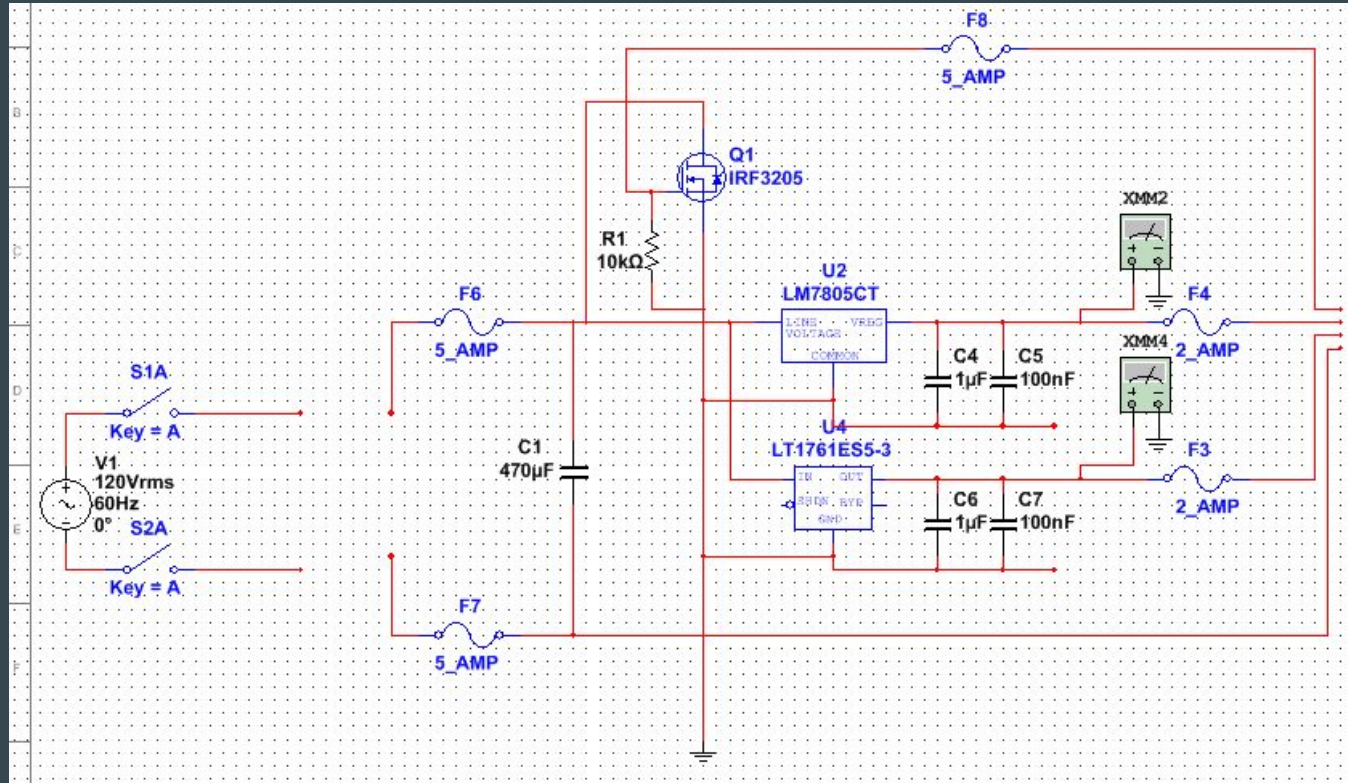 F8
5_AMP
B
Q1
IRF3205
XMM2
+ −
R1
10kΩ
C
U2
LM7805CT
F6
F4
LINE VREG
VOLTAGE
COMMON
5_AMP
2_AMP
XMM4
+ −
S1A
C4
1µF
C5
100nF
D
Key = A
U4
LT1761ES5-3
C1
470µF
F3
V1
120Vrms
60Hz
0°
IN OUT
SHDN BYP
GND
C6
1µF
C7
100nF
2_AMP
S2A
E
Key = A
F7
5_AMP
F